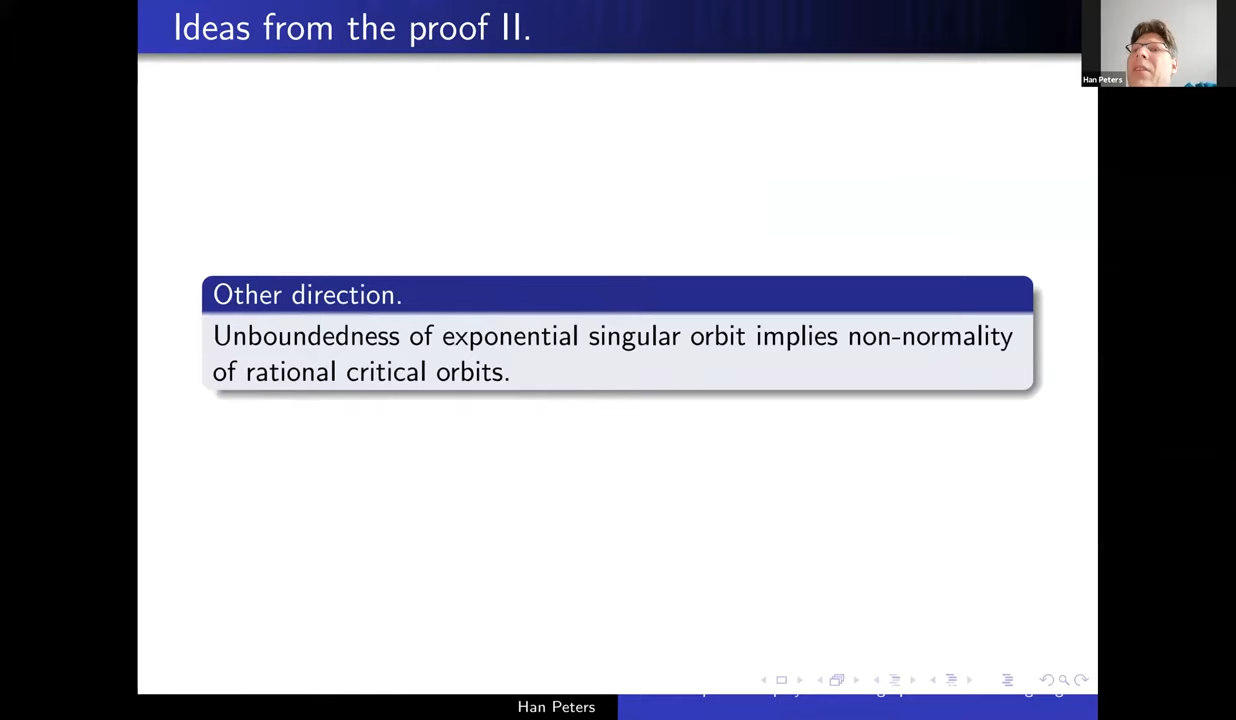 Ideas from the proof II.
Han Peters
Other direction.
Unboundedness of exponential singular orbit implies non-normality
of rational critical orbits.
Han Peters